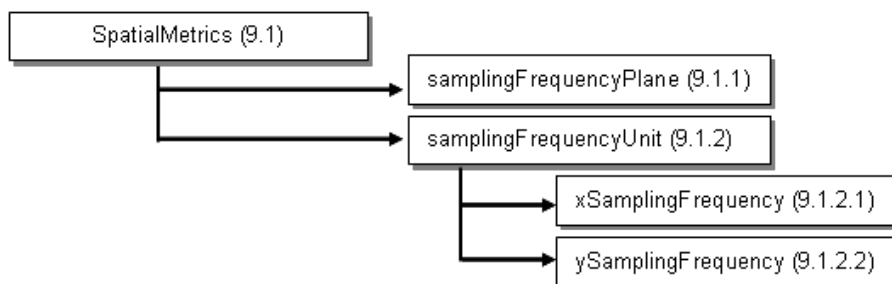 SpatialMetrics (9.1)
samplingFrequencyPlane (9.1.1)
samplingFrequencyUnit (9.1.2)
xSamplingFrequency (9.1.2.1)
ySamplingFrequency (9.1.2.2)